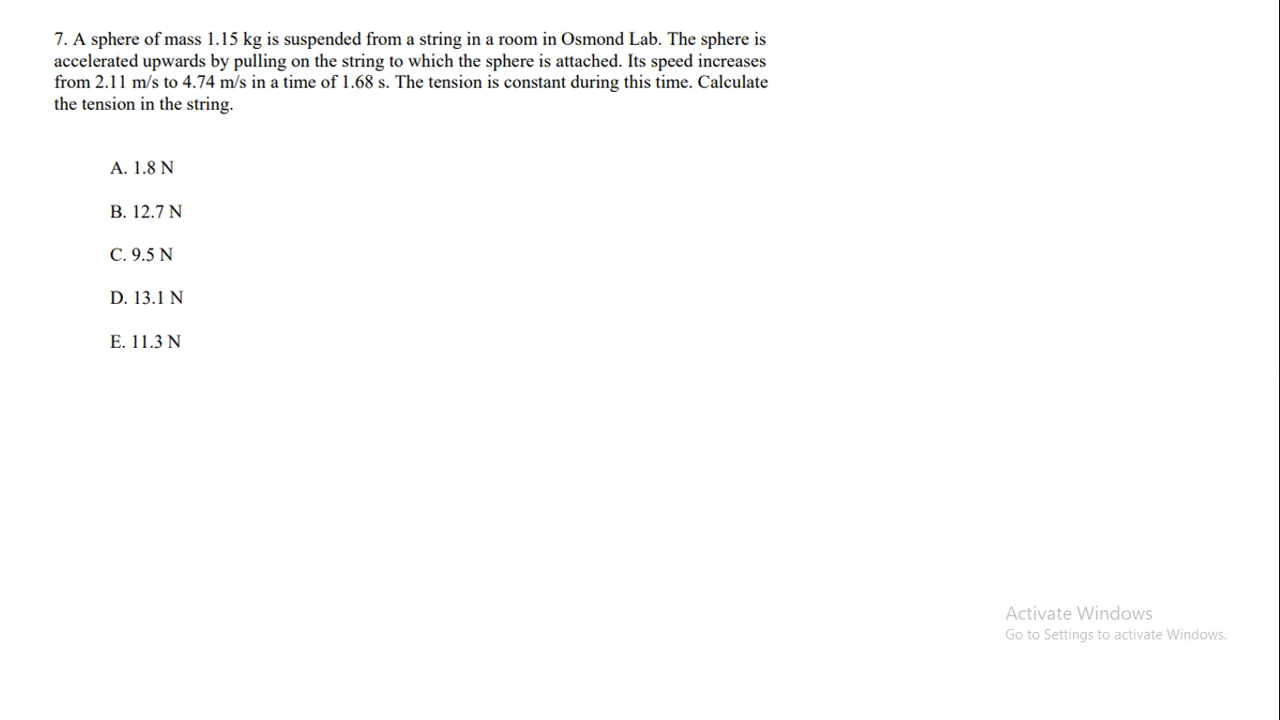 7. A sphere of mass 1.15 kg is suspended from a string in a room in Osmond Lab. The sphere is
accelerated upwards by pulling on the string to which the sphere is attached. Its speed increases
from 2.11 m/s to 4.74 m/s in a time of 1.68 s. The tension is constant during this time. Calculate
the tension in the string.
A. 1.8 N
B. 12.7 N
C. 9.5 N
D. 13.1 N
E. 11.3 N
Activate Windows
Go to Settings to activate Windows.